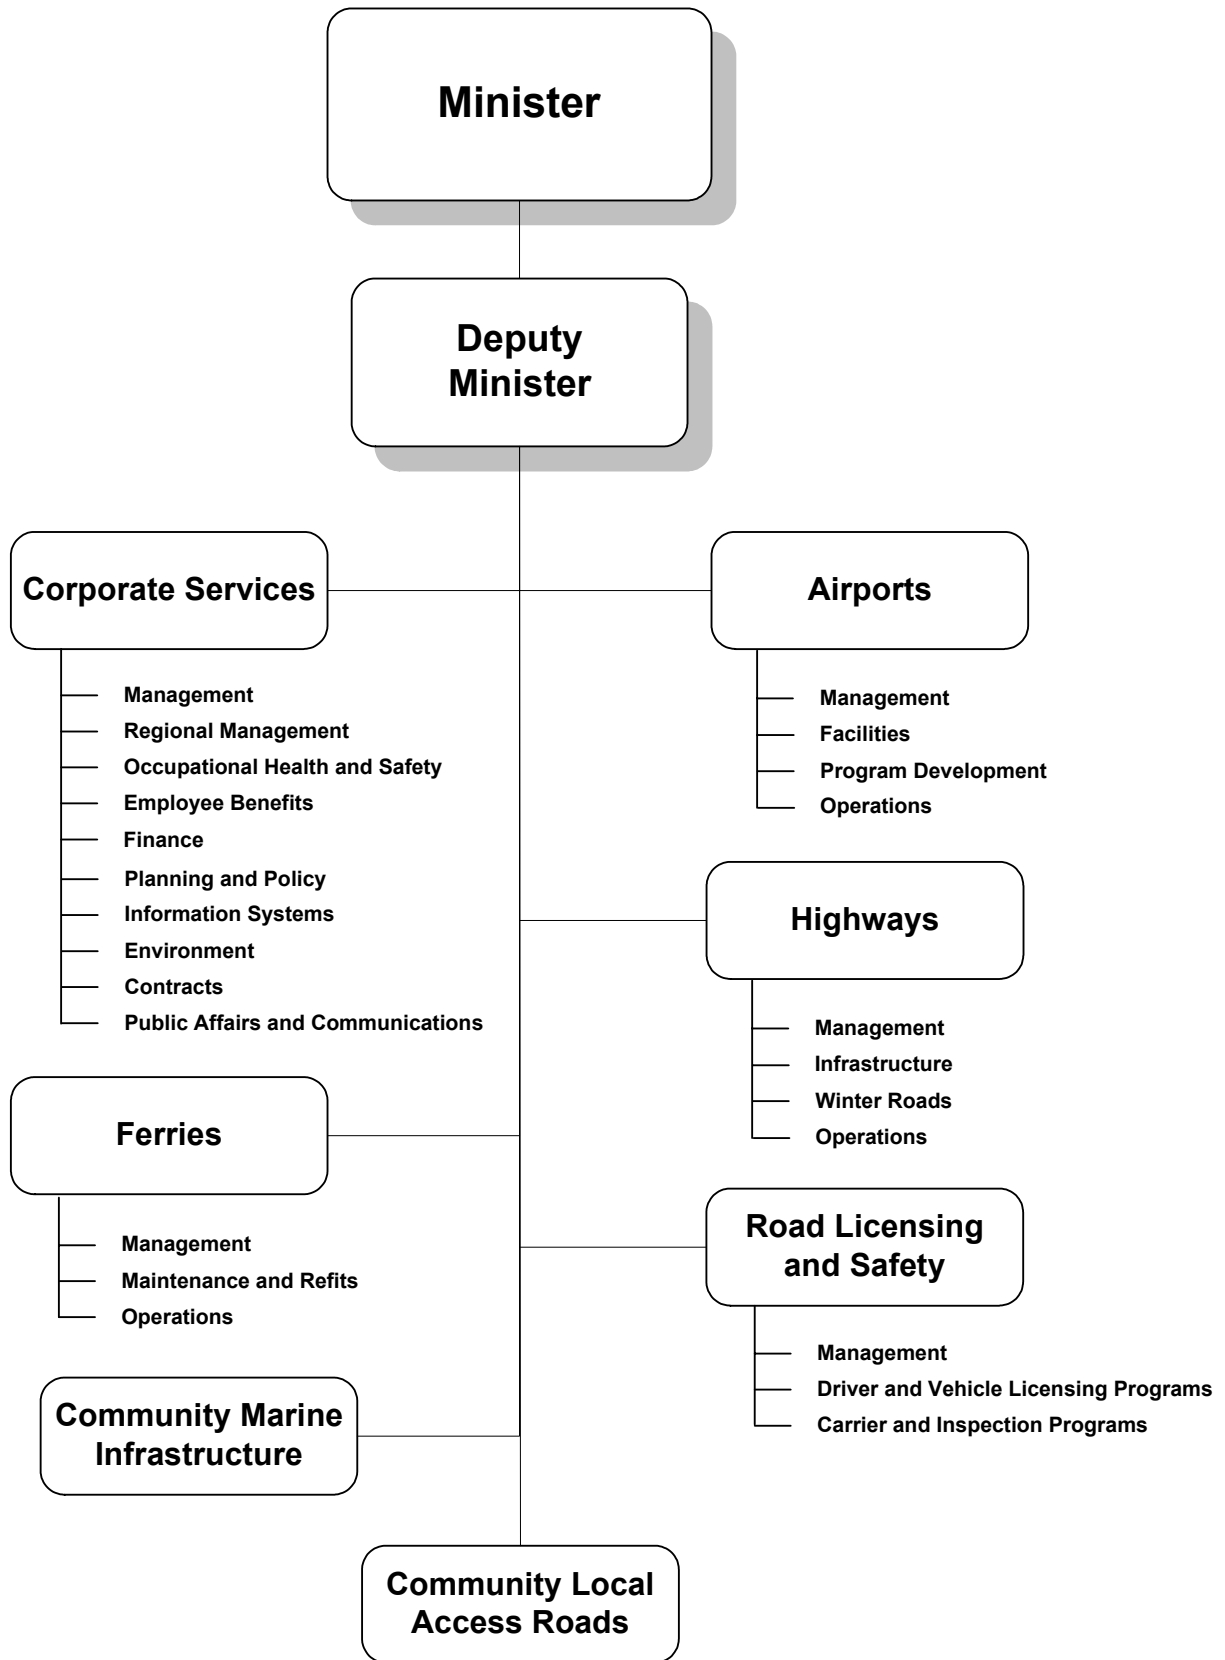 Minister
Deputy
Minister
Corporate Services
Management
Regional Management
Occupational Health and Safety
Employee Benefits
Finance
Planning and Policy
Information Systems
Environment
Contracts
Public Affairs and Communications
Airports
Management
Facilities
Program Development
Operations
Highways
Management
Infrastructure
Winter Roads
Operations
Ferries
Management
Maintenance and Refits
Operations
Road Licensing
and Safety
Management
Driver and Vehicle Licensing Programs
Carrier and Inspection Programs
Community Marine
Infrastructure
Community Local
Access Roads